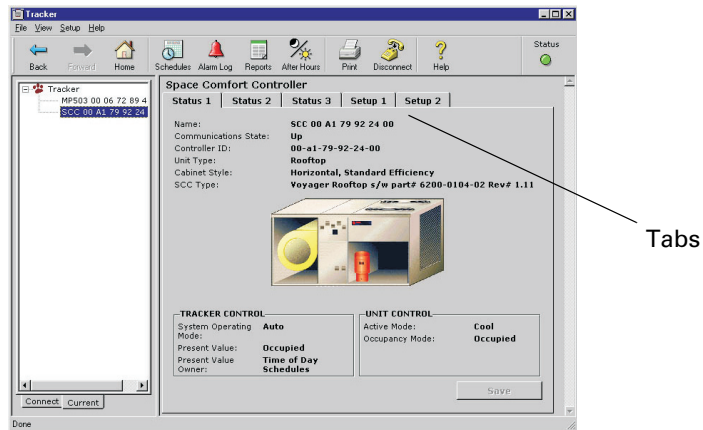 Tracker
File View Setup Help
Back Forward Home Schedules Alarm Log Reports After Hours Print Disconnect Help Status
Tracker
MP503 00 06 72 89 4
SCC 00 A1 79 92 24
Space Comfort Controller
Status 1 Status 2 Status 3 Setup 1 Setup 2
Name: SCC 00 A1 79 92 24 00
Communications State: Up
Controller ID: 00-a1-79-92-24-00
Unit Type: Rooftop
Cabinet Style: Horizontal, Standard Efficiency
SCC Type: Voyager Rooftop s/w part# 6200-0104-02 Rev# 1.11
Tabs
TRACKER CONTROL
System Operating Mode: Auto
Present Value: Occupied
Present Value Owner: Time of Day Schedules
UNIT CONTROL
Active Mode: Cool
Occupancy Mode: Occupied
Save
Connect Current
Done